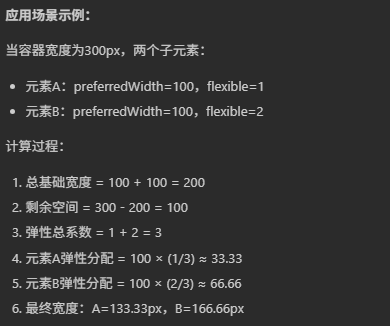 应用场景示例：
当容器宽度为300px，两个子元素：
• 元素A：preferredWidth=100，flexible=1
• 元素B：preferredWidth=100，flexible=2
计算过程：
1. 总基础宽度 = 100 + 100 = 200
2. 剩余空间 = 300 - 200 = 100
3. 弹性总系数 = 1 + 2 = 3
4. 元素A弹性分配 = 100 × (1/3) ≈ 33.33
5. 元素B弹性分配 = 100 × (2/3) ≈ 66.66
6. 最终宽度：A=133.33px，B=166.66px